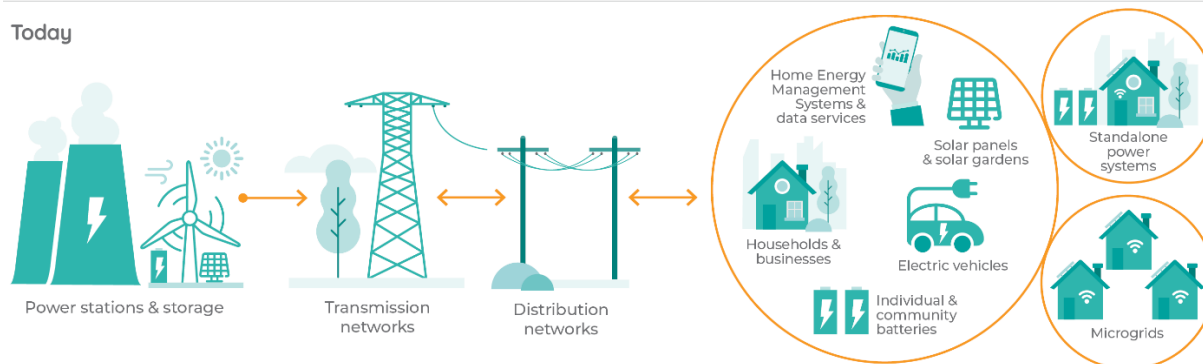 Today
Power stations & storage
Transmission
networks
Distribution
networks
Home Energy
Management
Systems &
data services
Solar panels
& solar gardens
Households &
businesses
Electric vehicles
Individual &
community
batteries
Standalone
power
systems
Microgrids